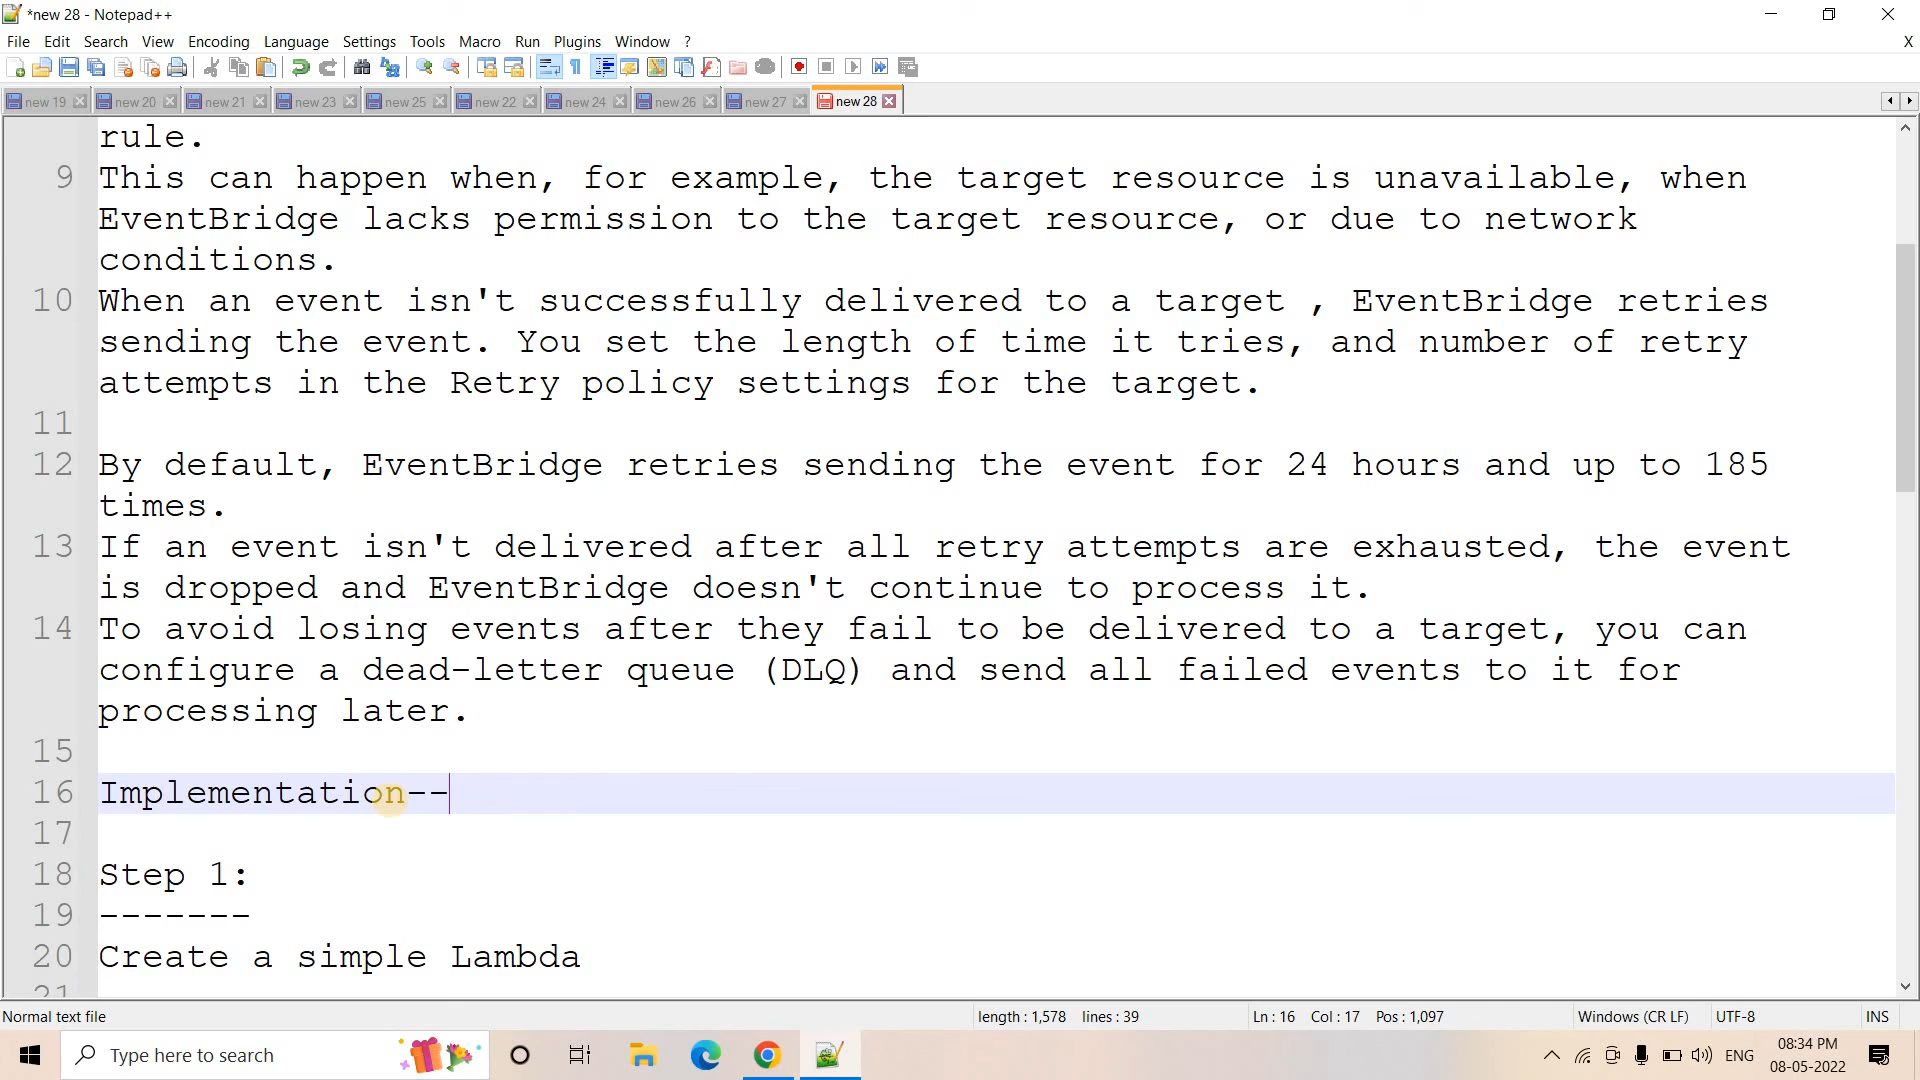 *new 28 - Notepad++
File Edit Search View Encoding Language Settings Tools Macro Run Plugins Window ? X
new 19 new 20 new 21 new 23 new 25 new 22 new 24 new 26 new 27 new 28
rule.
9 This can happen when, for example, the target resource is unavailable, when
EventBridge lacks permission to the target resource, or due to network
conditions.
10 When an event isn't successfully delivered to a target , EventBridge retries
sending the event. You set the length of time it tries, and number of retry
attempts in the Retry policy settings for the target.
11
12 By default, EventBridge retries sending the event for 24 hours and up to 185
times.
13 If an event isn't delivered after all retry attempts are exhausted, the event
is dropped and EventBridge doesn't continue to process it.
14 To avoid losing events after they fail to be delivered to a target, you can
configure a dead-letter queue (DLQ) and send all failed events to it for
processing later.
15
16 Implementation--
17
18 Step 1:
19 -------
20 Create a simple Lambda
21
Normal text file length : 1,578 lines : 39 Ln : 16 Col : 17 Pos : 1,097 Windows (CR LF) UTF-8 INS
Type here to search ENG 08:34 PM
08-05-2022